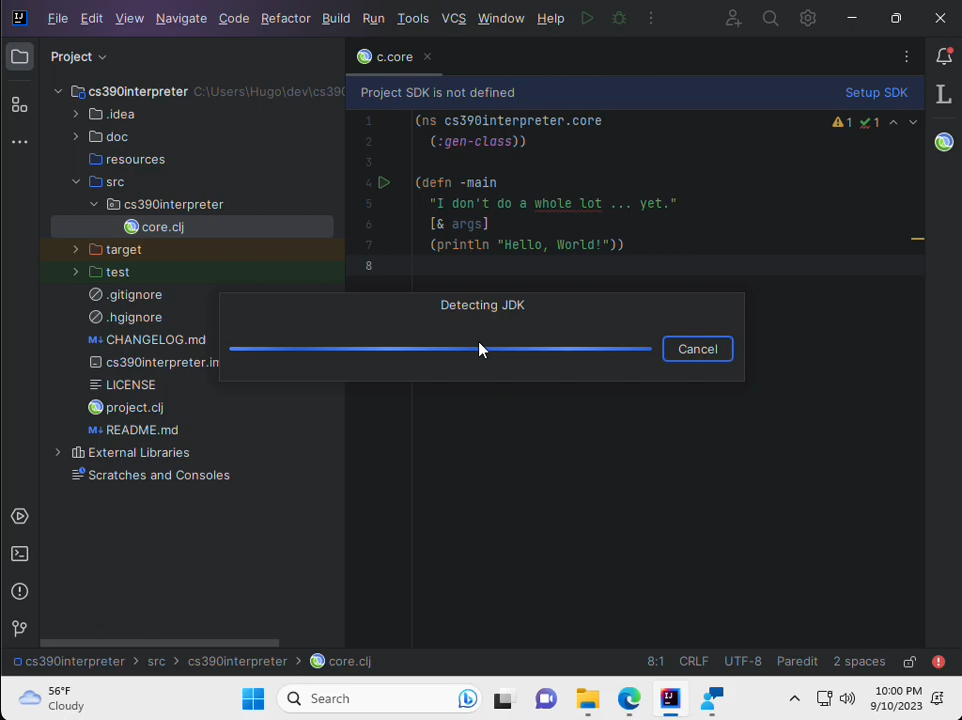 File Edit View Navigate Code Refactor Build Run Tools VCS Window Help
Project
c.core
cs390interpreter C:\Users\Hugo\dev\cs390
.idea
doc
resources
src
cs390interpreter
core.clj
target
test
.gitignore
.hgignore
CHANGELOG.md
cs390interpreter.im
LICENSE
project.clj
README.md
External Libraries
Scratches and Consoles
Project SDK is not defined
Setup SDK
1 (ns cs390interpreter.core
2 (:gen-class))
3
4 (defn -main
5 "I don't do a whole lot ... yet."
6 [& args]
7 (println "Hello, World!"))
8
1 1
Detecting JDK
Cancel
cs390interpreter > src > cs390interpreter > core.clj
8:1 CRLF UTF-8 Paredit 2 spaces
56°F
Cloudy
Search
10:00 PM
9/10/2023